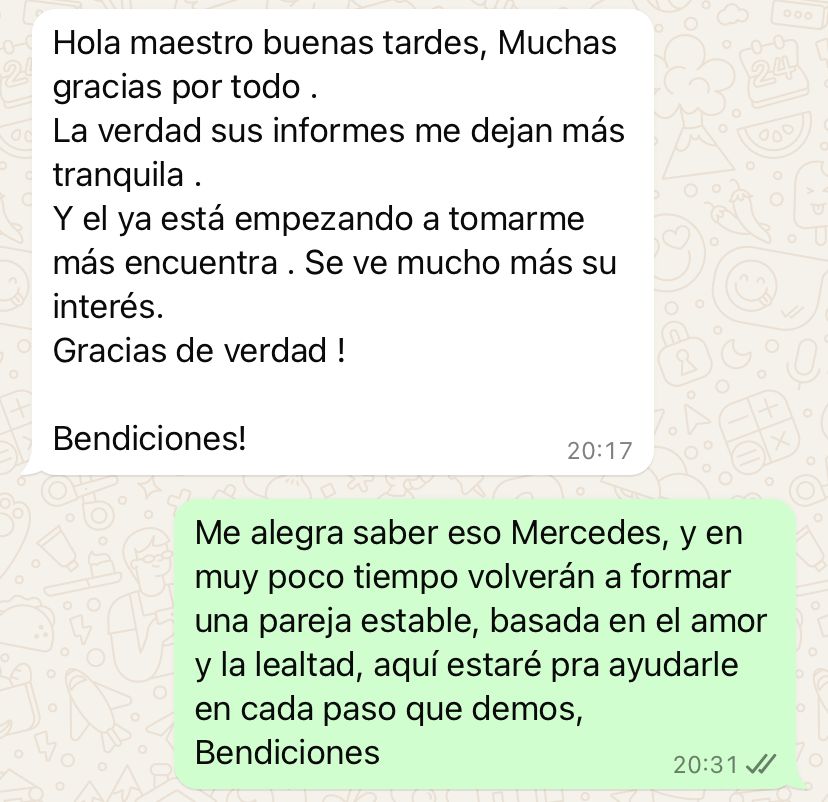 Hola maestro buenas tardes, Muchas
gracias por todo .
La verdad sus informes me dejan más
tranquila .
Y el ya está empezando a tomarme
más encuentra . Se ve mucho más su
interés.
Gracias de verdad !
Bendiciones!
20:17
Me alegra saber eso Mercedes, y en
muy poco tiempo volverán a formar
una pareja estable, basada en el amor
y la lealtad, aquí estaré pra ayudarle
en cada paso que demos,
Bendiciones
20:31